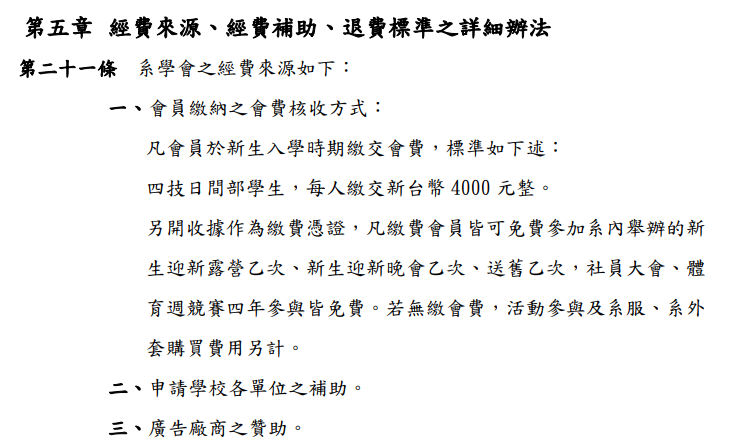 第五章 經費來源、經費補助、退費標準之詳細辦法
第二十一條 系學會之經費來源如下：
一、會員繳納之會費核收方式：
凡會員於新生入學時期繳交會費，標準如下述：
四技日間部學生，每人繳交新台幣 4000 元整。
另開收據作為繳費憑證，凡繳費會員皆可免費參加系內舉辦的新
生迎新露營乙次、新生迎新晚會乙次、送舊乙次，社員大會、體
育週競賽四年參與皆免費。若無繳會費，活動參與及系服、系外
套購買費用另計。
二、申請學校各單位之補助。
三、廣告廠商之贊助。